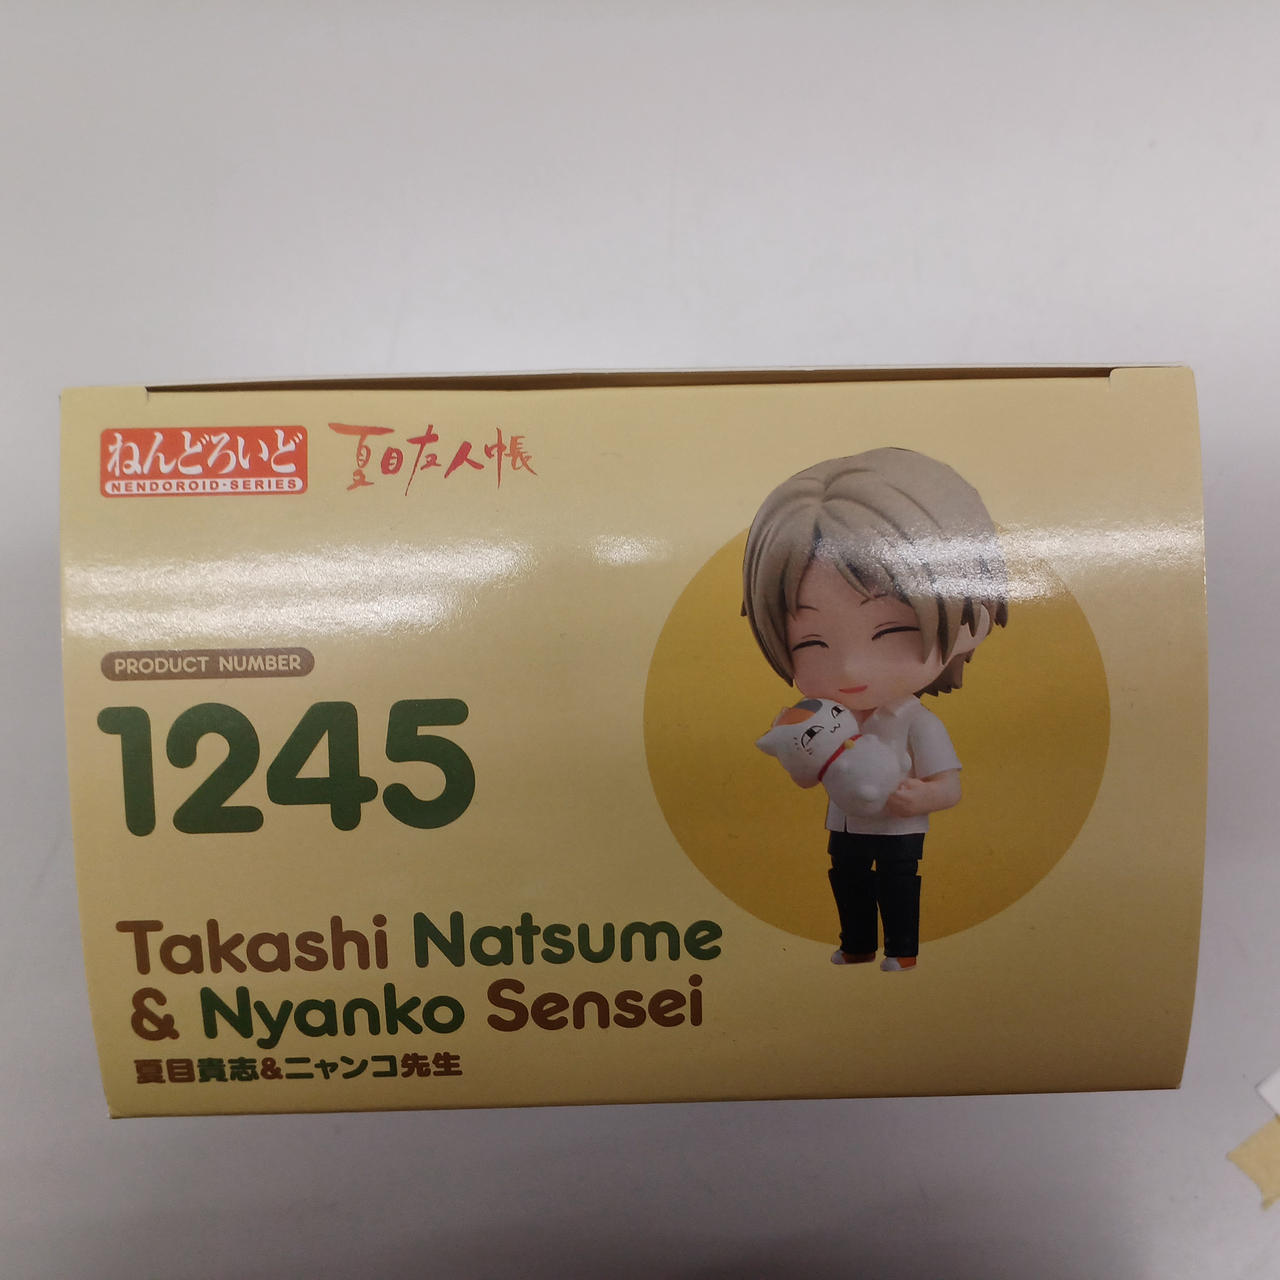 ねんどろいど
NENDOROID·SERIES
夏目友人帳
PRODUCT NUMBER
1245
Takashi Natsume
& Nyanko Sensei
夏目貴志&ニャンコ先生